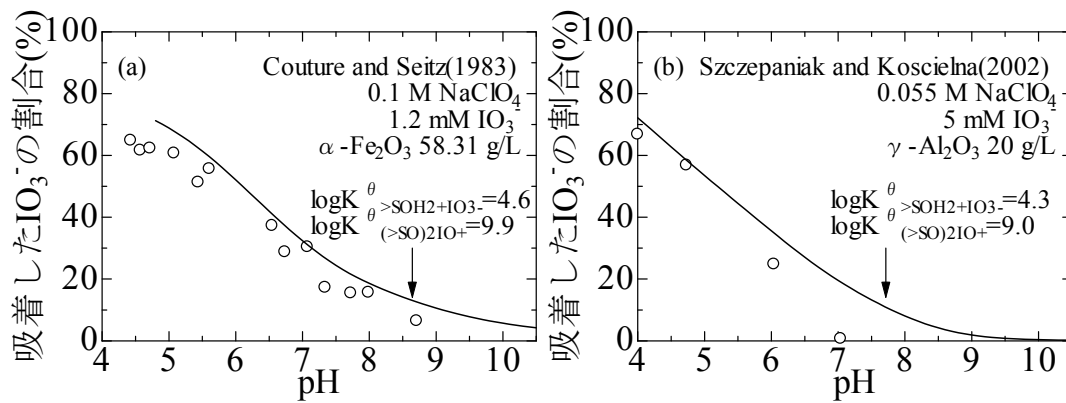 100
80
60
40
20
0
吸着したIO₃⁻の割合(%)
(a)
Couture and Seitz(1983)
0.1 M NaClO₄
1.2 mM IO₃⁻
α-Fe₂O₃ 58.31 g/L
logK θ >SOH2+IO3-=4.6
logK θ (>SO)2IO+=9.9
4 5 6 7 8 9 10
pH
100
80
60
40
20
0
吸着したIO₃⁻の割合(%)
(b)
Szczepaniak and Koscielna(2002)
0.055 M NaClO₄
5 mM IO₃⁻
γ-Al₂O₃ 20 g/L
logK θ >SOH2+IO3-=4.3
logK θ (>SO)2IO+=9.0
4 5 6 7 8 9 10
pH